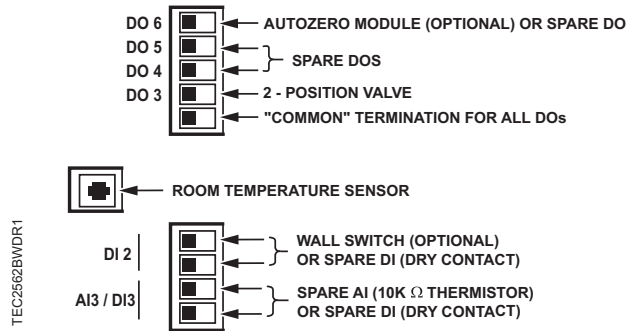 DO 6 AUTOZERO MODULE (OPTIONAL) OR SPARE DO
DO 5
SPARE DOS
DO 4
DO 3 2 - POSITION VALVE
"COMMON" TERMINATION FOR ALL DOs
ROOM TEMPERATURE SENSOR
DI 2 WALL SWITCH (OPTIONAL)
OR SPARE DI (DRY CONTACT)
AI3 / DI3 SPARE AI (10K Ω THERMISTOR)
OR SPARE DI (DRY CONTACT)
TEC2562BWDR1